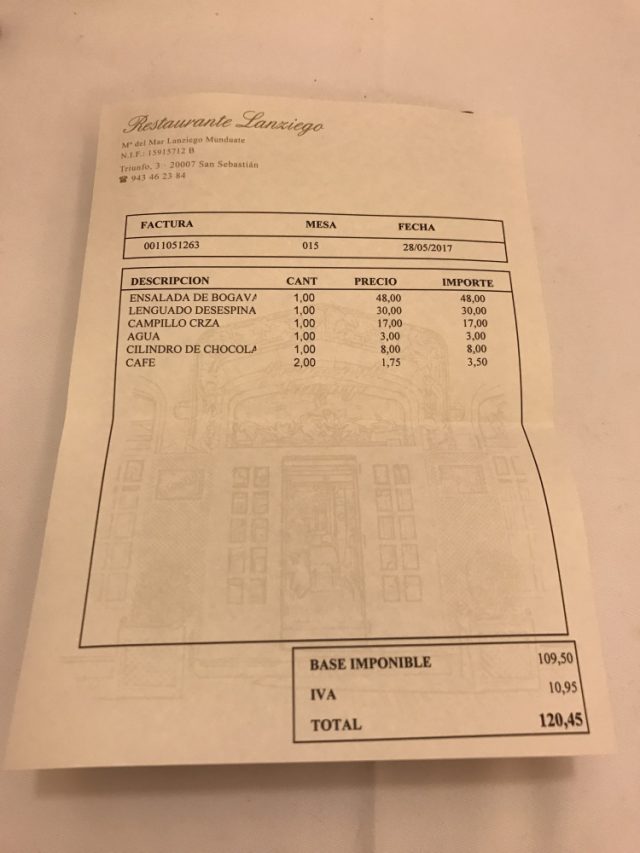 Restaurante Lanziego
Mª del Mar Lanziego Munduate
N.I.F.: 15915712 B
Triunfo, 3 - 20007 San Sebastián
☎ 943 46 23 84
FACTURA MESA FECHA
0011051263 015 28/05/2017
DESCRIPCION CANT PRECIO IMPORTE
ENSALADA DE BOGAVA 1,00 48,00 48,00
LENGUADO DESESPINA 1,00 30,00 30,00
CAMPILLO CRZA 1,00 17,00 17,00
AGUA 1,00 3,00 3,00
CILINDRO DE CHOCOLA 1,00 8,00 8,00
CAFE 2,00 1,75 3,50
BASE IMPONIBLE 109,50
IVA 10,95
TOTAL 120,45